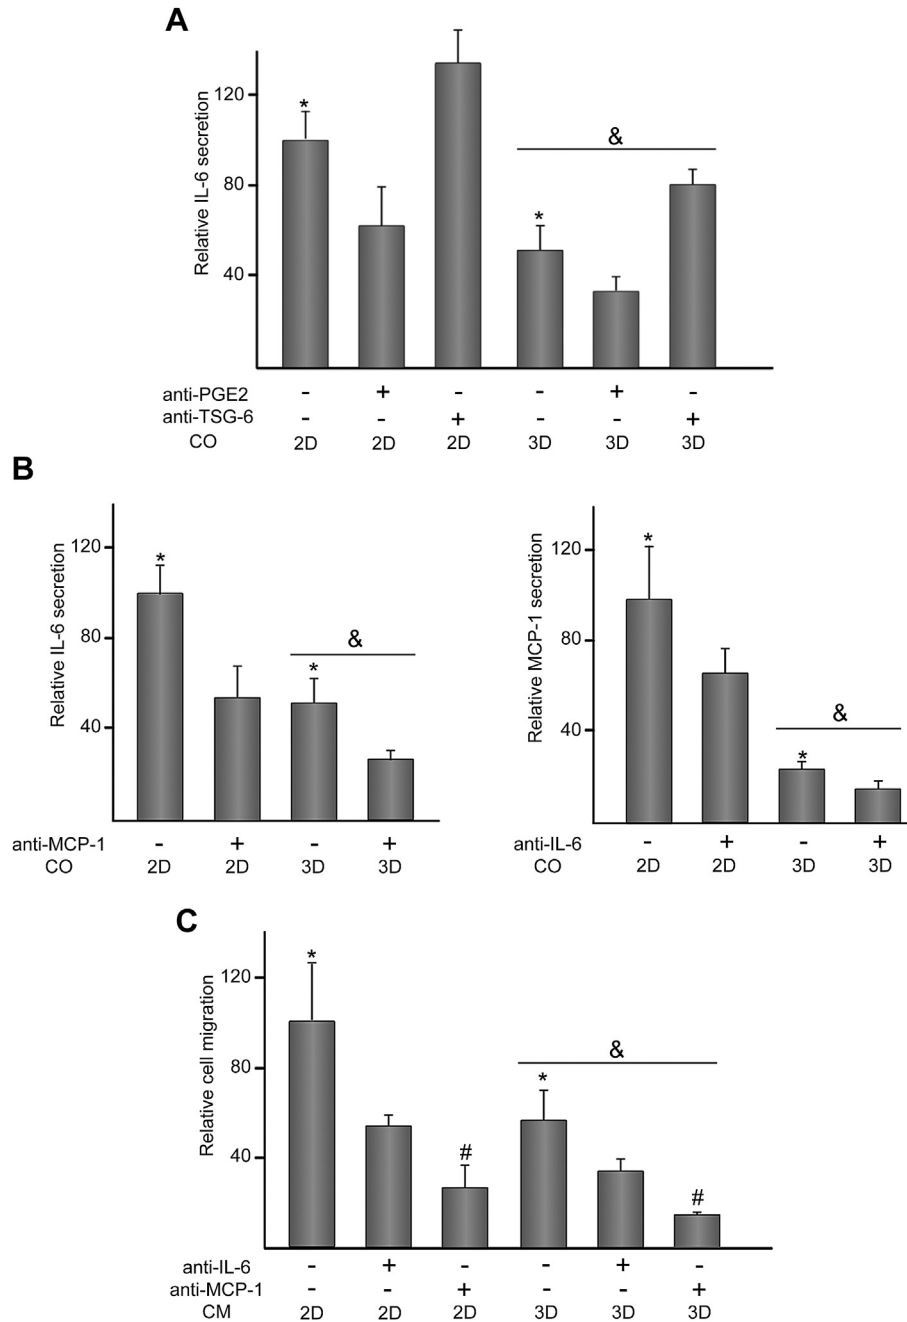 A
Relative IL-6 secretion
120
80
40
*
*
&
anti-PGE2 - + - - + -
anti-TSG-6 - - + - - +
CO 2D 2D 2D 3D 3D 3D
B
Relative IL-6 secretion
120
80
40
*
*
&
anti-MCP-1 - + - +
CO 2D 2D 3D 3D
Relative MCP-1 secretion
120
80
40
*
*
&
anti-IL-6 - + - +
CO 2D 2D 3D 3D
C
Relative cell migration
120
80
40
*
#
*
#
&
anti-IL-6 - + - - + -
anti-MCP-1 - - + - - +
CM 2D 2D 2D 3D 3D 3D